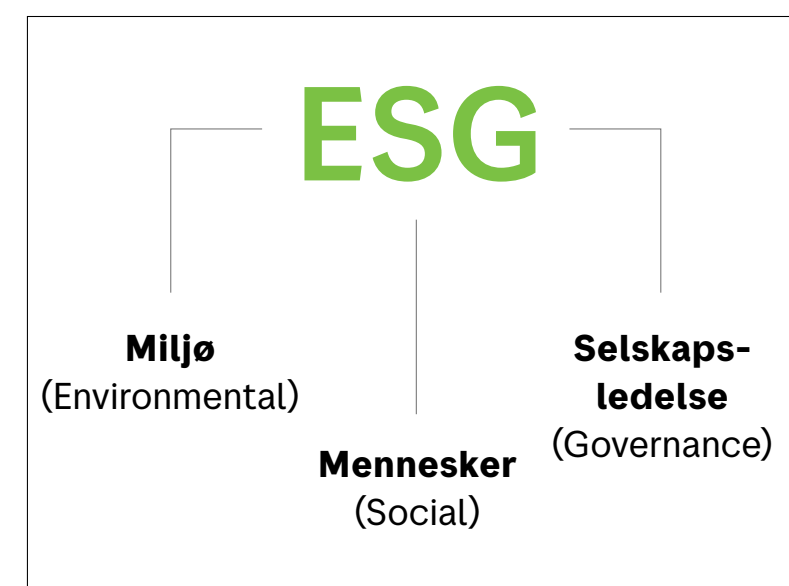 ESG
Miljø
(Environmental)
Mennesker
(Social)
Selskaps-
ledelse
(Governance)